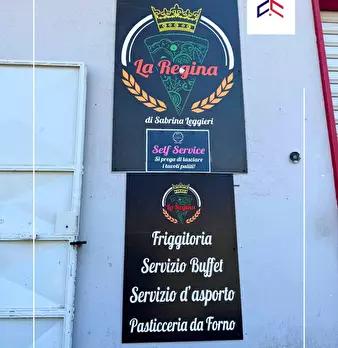 La Regina
di Sabrina Leggieri
Self Service
Si prega di lasciare
i tavoli puliti!
La Regina
Friggitoria
Servizio Buffet
Servizio d'asporto
Pasticceria da Forno